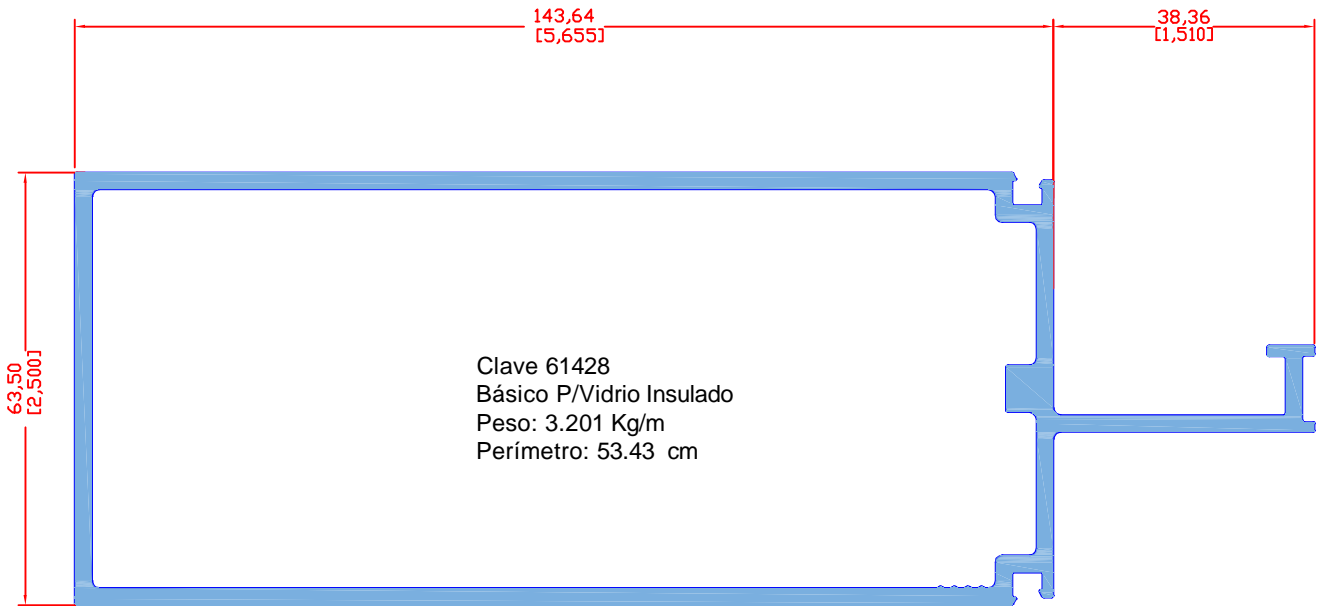 143,64
[5,655]
38,36
[1,510]
63,50
[2,500]
Clave 61428
Básico P/Vidrio Insulado
Peso: 3.201 Kg/m
Perímetro: 53.43 cm